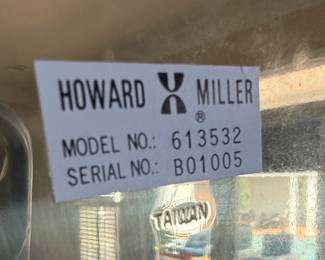 HOWARD MILLER
®
MODEL NO.: 613532
SERIAL NO.: B01005
TAIWAN